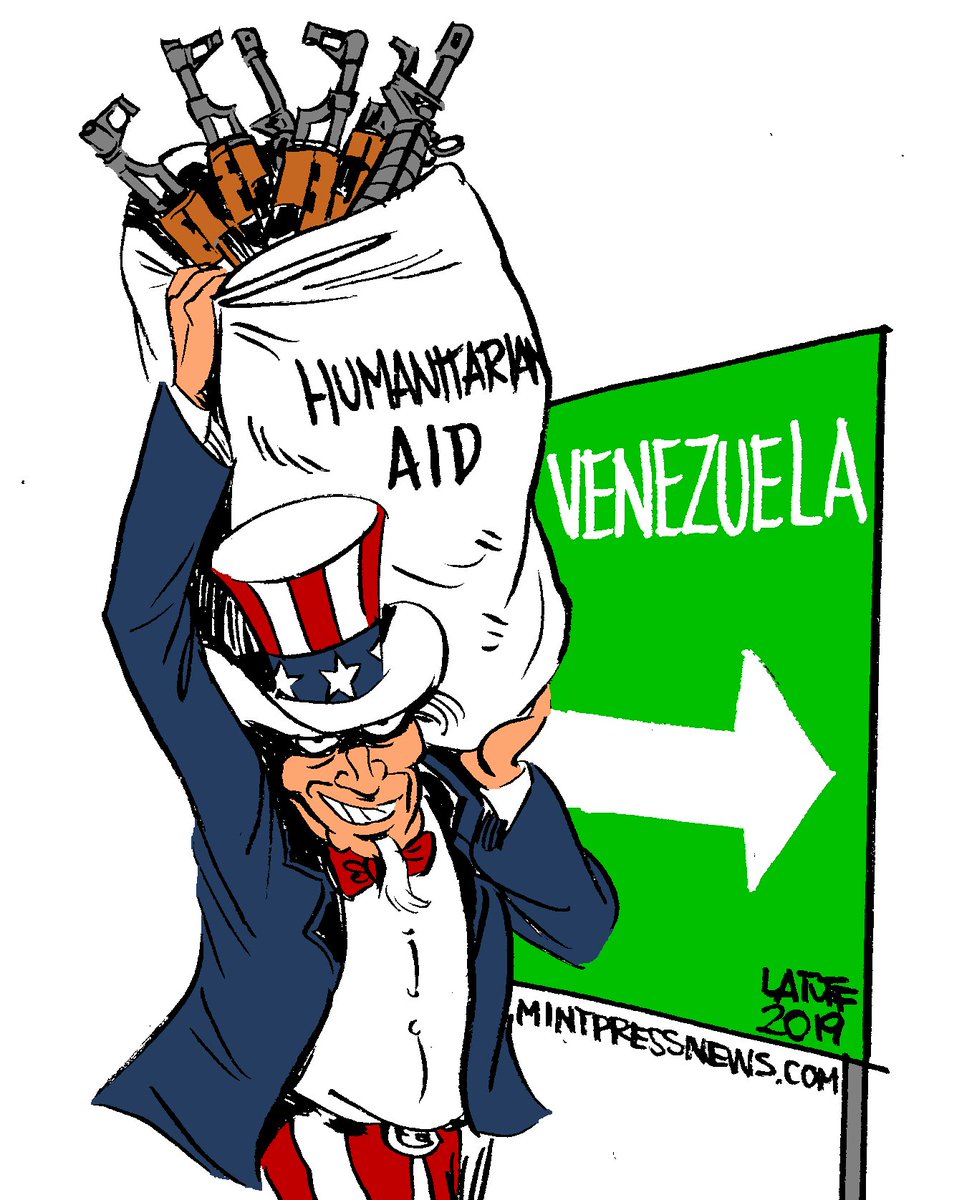 HUMANITARIAN
AID
VENEZUELA
LATUFF
2019
MINTPRESSNEWS.COM